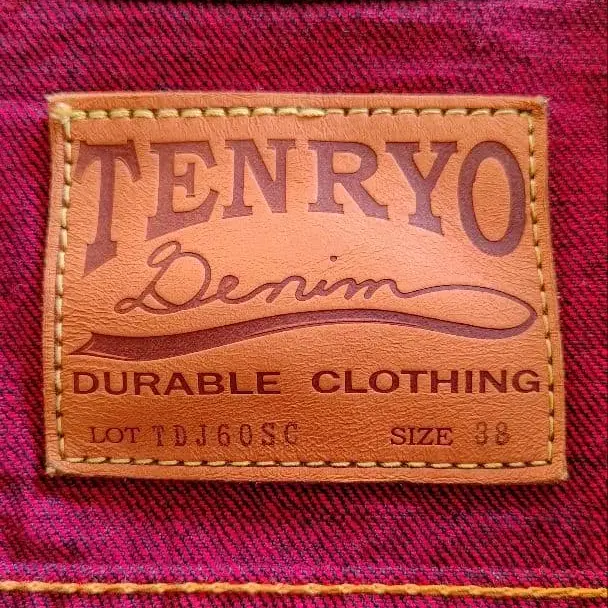 TENRYO
Denim
DURABLE CLOTHING
LOT TDJ60SC SIZE 38